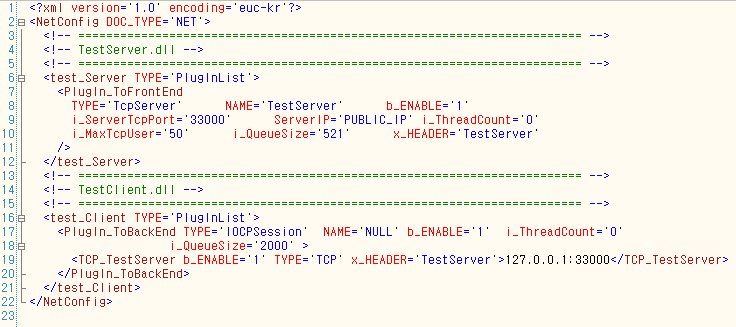 1 <?xml version='1.0' encoding='euc-kr'?>
2 <NetConfig DOC_TYPE='NET'>
3 <!-- ================================================================= -->
4 <!-- TestServer.dll -->
5 <!-- ================================================================= -->
6 <test_Server TYPE='PlugInList'>
7 <PlugIn_ToFrontEnd
8 TYPE='TcpServer' NAME='TestServer' b_ENABLE='1'
9 i_ServerTcpPort='33000' ServerIP='PUBLIC_IP' i_ThreadCount='0'
10 i_MaxTcpUser='50' i_QueueSize='521' x_HEADER='TestServer'
11 />
12 </test_Server>
13 <!-- ================================================================= -->
14 <!-- TestClient.dll -->
15 <!-- ================================================================= -->
16 <test_Client TYPE='PlugInList'>
17 <PlugIn_ToBackEnd TYPE='IOCPSession' NAME='NULL' b_ENABLE='1' i_ThreadCount='0'
18 i_QueueSize='2000' >
19 <TCP_TestServer b_ENABLE='1' TYPE='TCP' x_HEADER='TestServer'>127.0.0.1:33000</TCP_TestServer>
20 </PlugIn_ToBackEnd>
21 </test_Client>
22 </NetConfig>
23